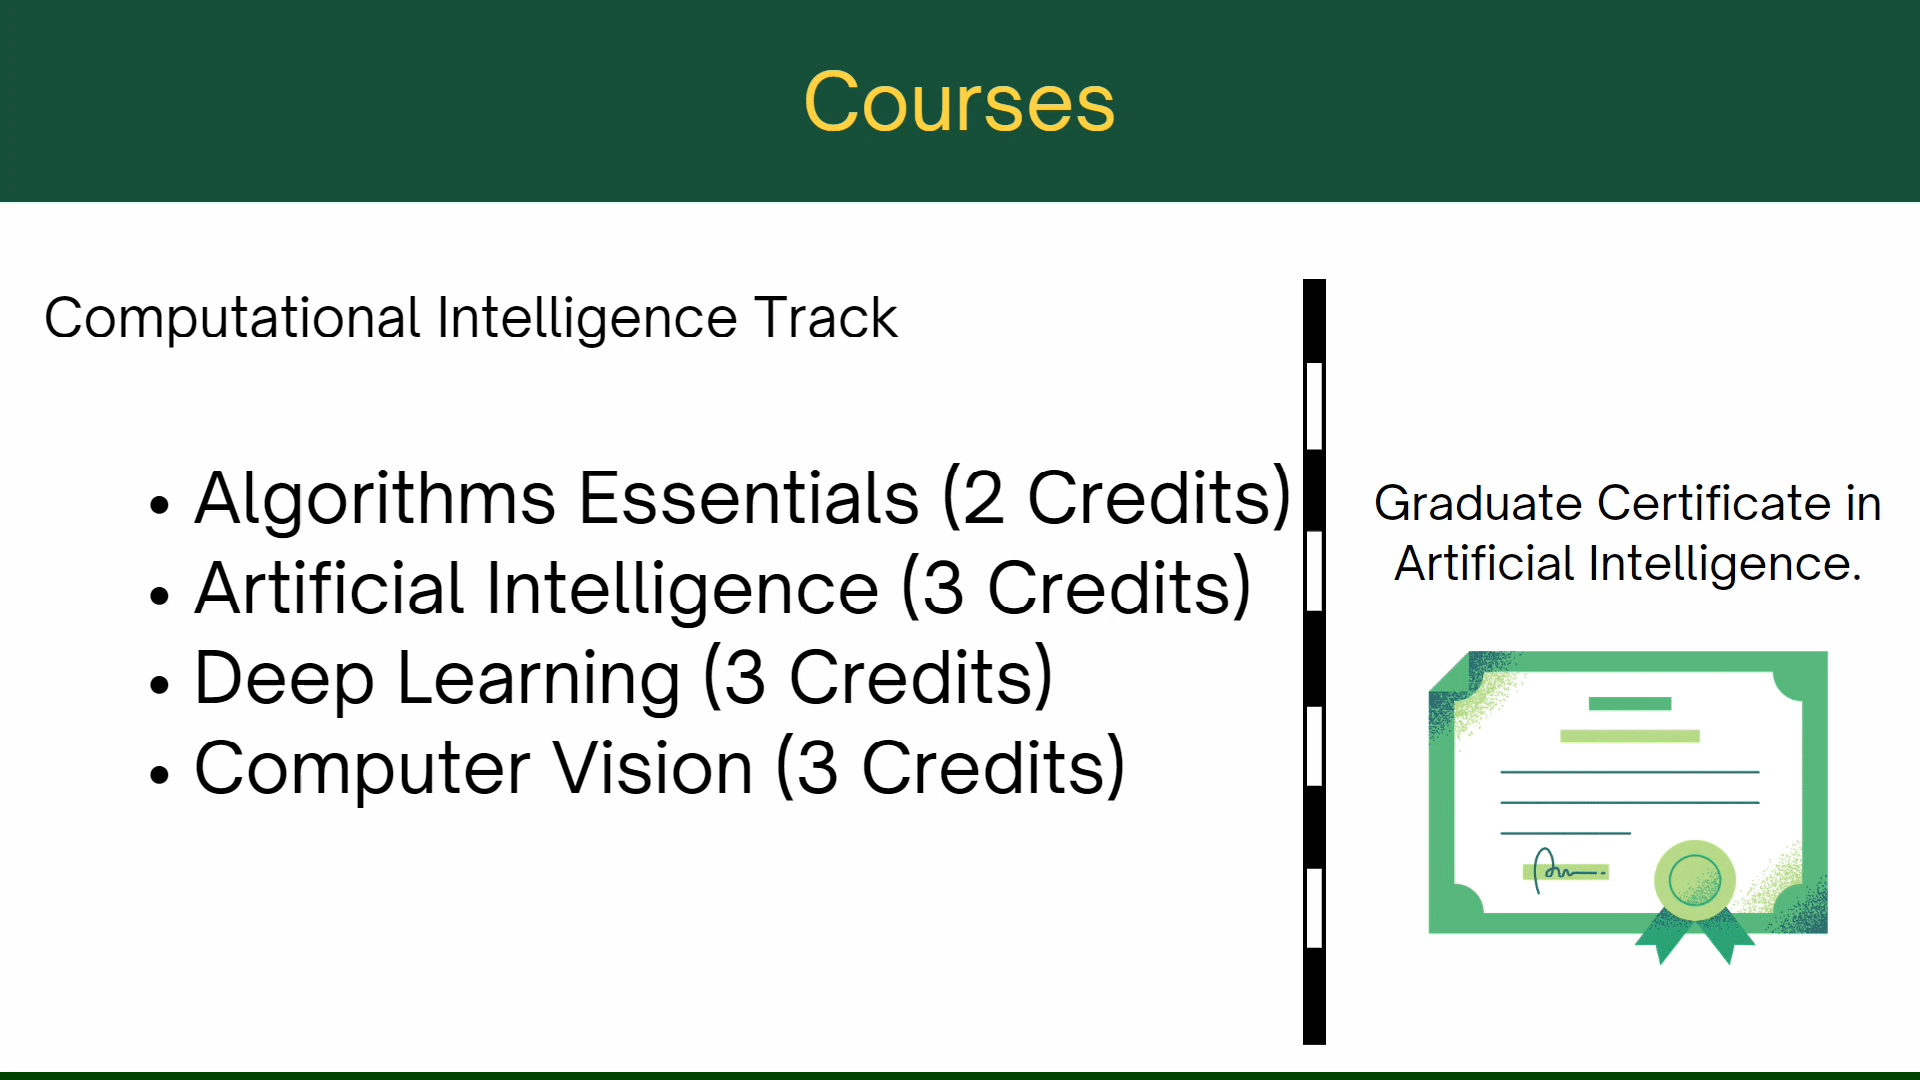 Courses
Computational Intelligence Track
• Algorithms Essentials (2 Credits)
• Artificial Intelligence (3 Credits)
• Deep Learning (3 Credits)
• Computer Vision (3 Credits)
Graduate Certificate in
Artificial Intelligence.